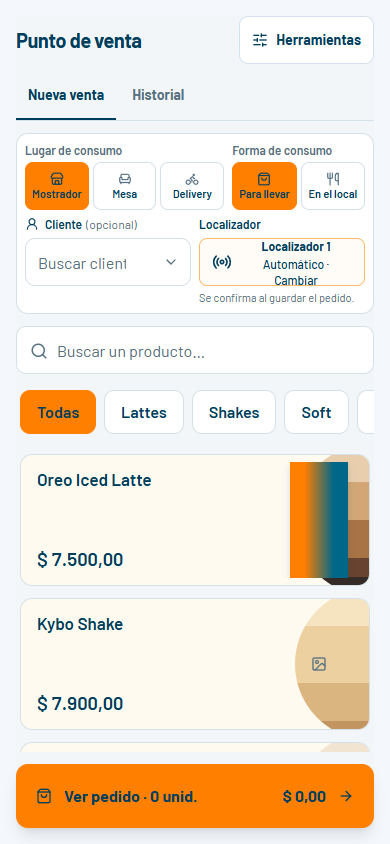 Punto de venta
Herramientas
Nueva venta
Historial
Lugar de consumo
Forma de consumo
Mostrador
Mesa
Delivery
Para llevar
En el local
Cliente (opcional)
Localizador
Buscar client
Localizador 1
Automático ·
Cambiar
Se confirma al guardar el pedido.
Buscar un producto...
Todas
Lattes
Shakes
Soft
Oreo Iced Latte
$ 7.500,00
Kybo Shake
$ 7.900,00
Ver pedido · 0 unid.
$ 0,00